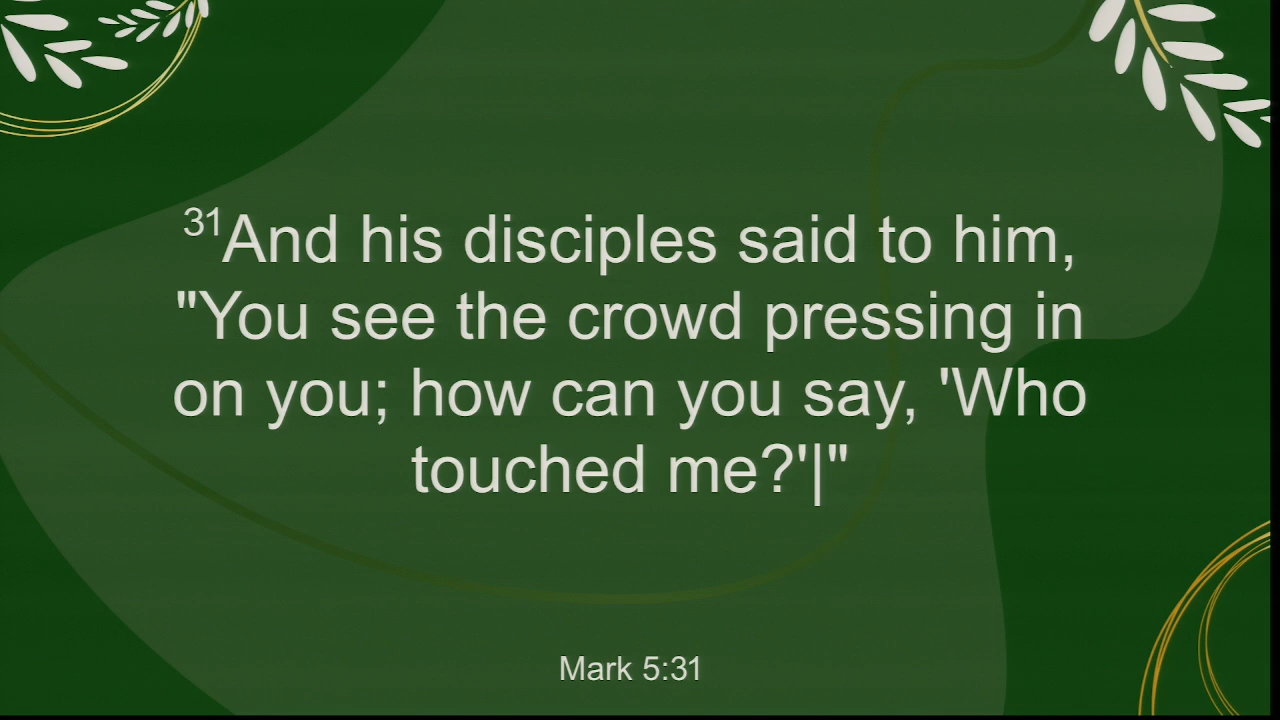 31And his disciples said to him,
"You see the crowd pressing in
on you; how can you say, 'Who
touched me?'|"
Mark 5:31